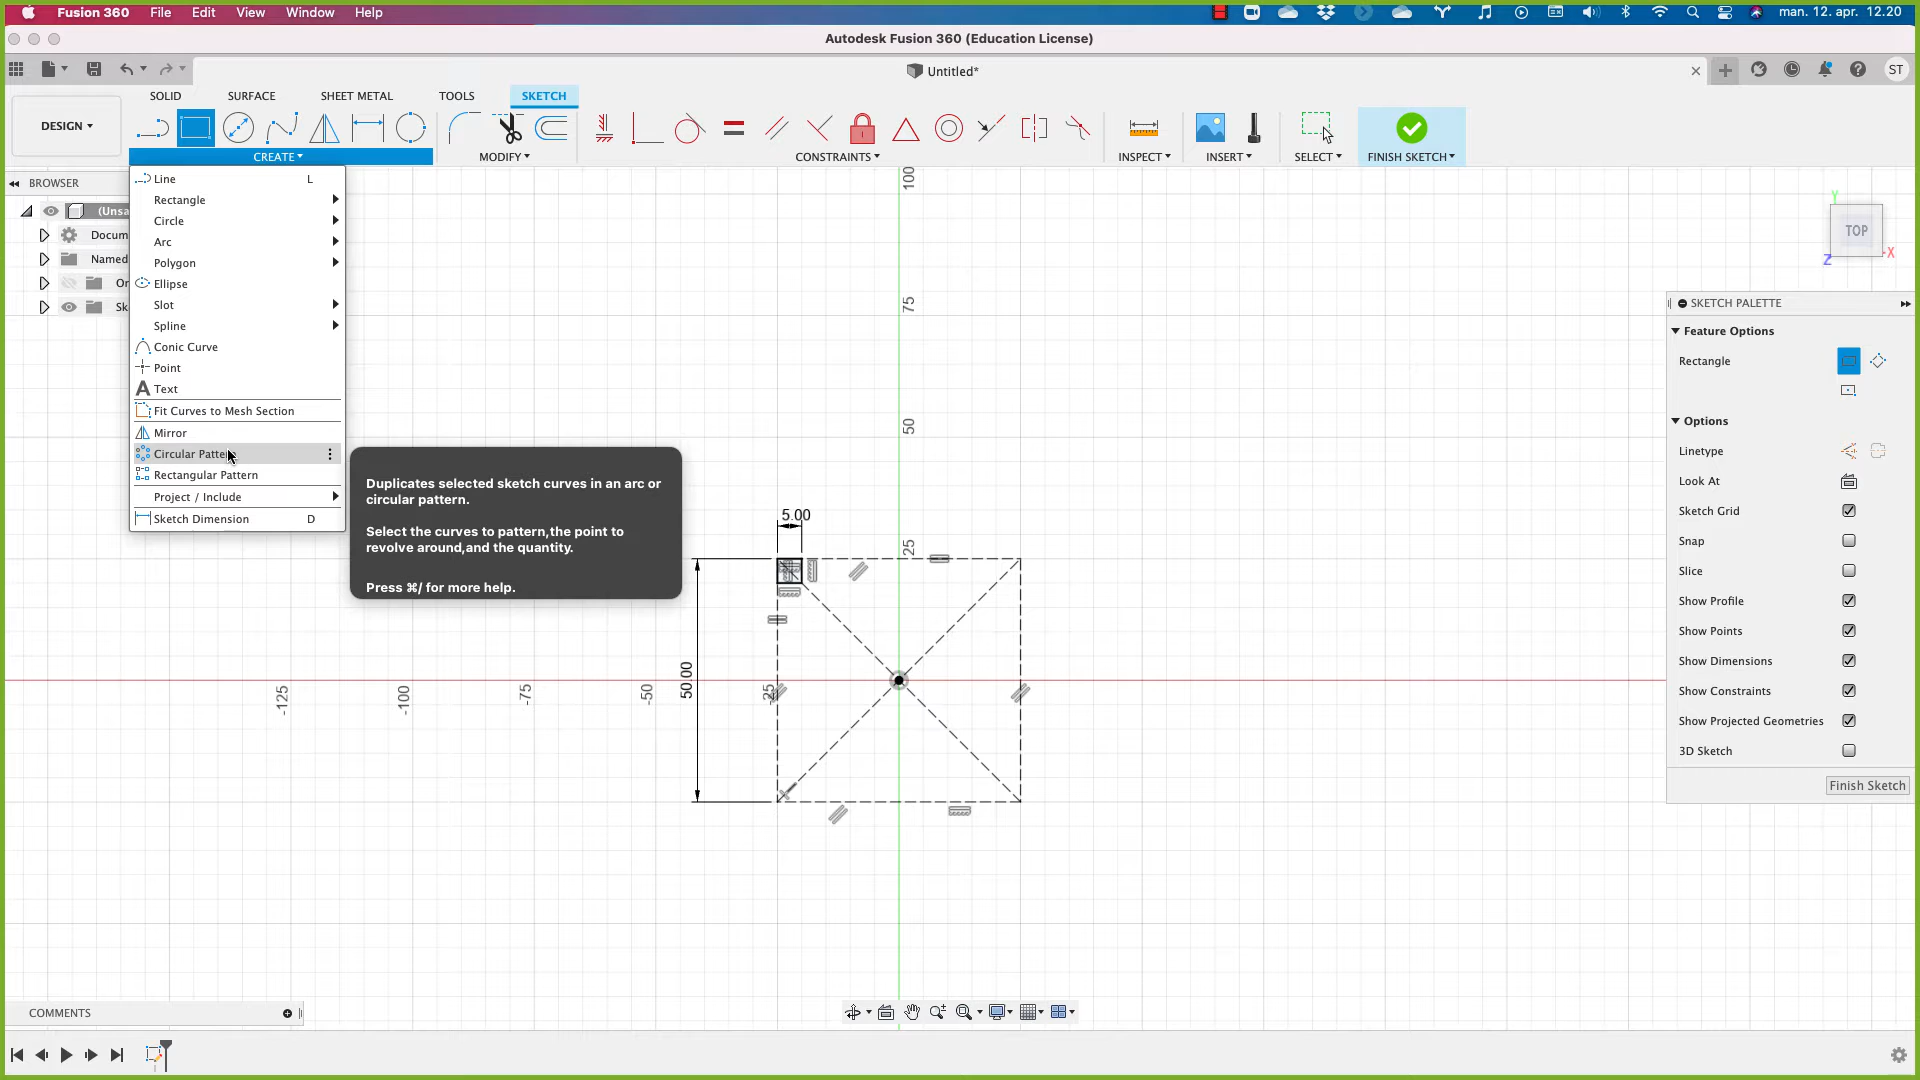 Fusion 360 File Edit View Window Help man. 12. apr. 12.20
Autodesk Fusion 360 (Education License)
Untitled*
ST
DESIGN
SOLID SURFACE SHEET METAL TOOLS SKETCH
CREATE MODIFY CONSTRAINTS INSPECT INSERT SELECT FINISH SKETCH
BROWSER
(Unsa
Docum
Named
Or
Sk
Line L
Rectangle
Circle
Arc
Polygon
Ellipse
Slot
Spline
Conic Curve
Point
A Text
Fit Curves to Mesh Section
Mirror
Circular Pattern
Rectangular Pattern
Project / Include
Sketch Dimension D
Duplicates selected sketch curves in an arc or
circular pattern.
Select the curves to pattern,the point to
revolve around,and the quantity.
Press ⌘/ for more help.
100
75
50
25
5.00
50.00
-125
-100
-75
-50
-25
Y
TOP
X
Z
SKETCH PALETTE
Feature Options
Rectangle
Options
Linetype
Look At
Sketch Grid
Snap
Slice
Show Profile
Show Points
Show Dimensions
Show Constraints
Show Projected Geometries
3D Sketch
Finish Sketch
COMMENTS